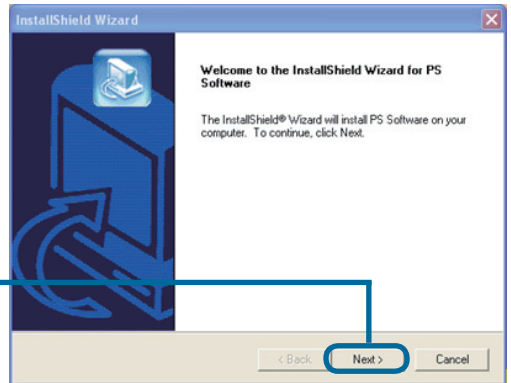 InstallShield Wizard
Welcome to the InstallShield Wizard for PS
Software
The InstallShield® Wizard will install PS Software on your
computer. To continue, click Next.
< Back
Next >
Cancel